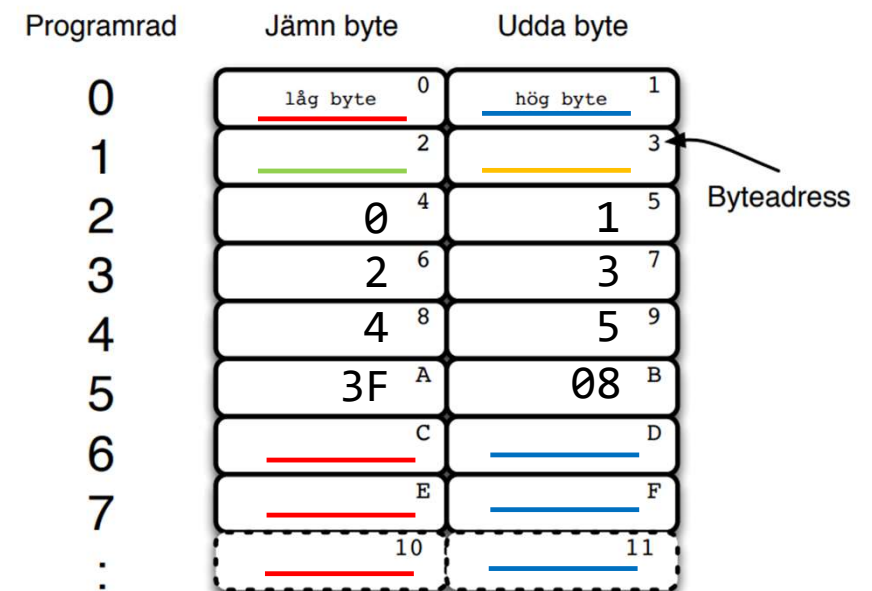 Programrad Jämn byte Udda byte
0 låg byte 0 hög byte 1
1 2 3
Byteadress
2 0 4 1 5
3 2 6 3 7
4 4 8 5 9
5 3F A 08 B
6 C D
7 E F
: 10 11